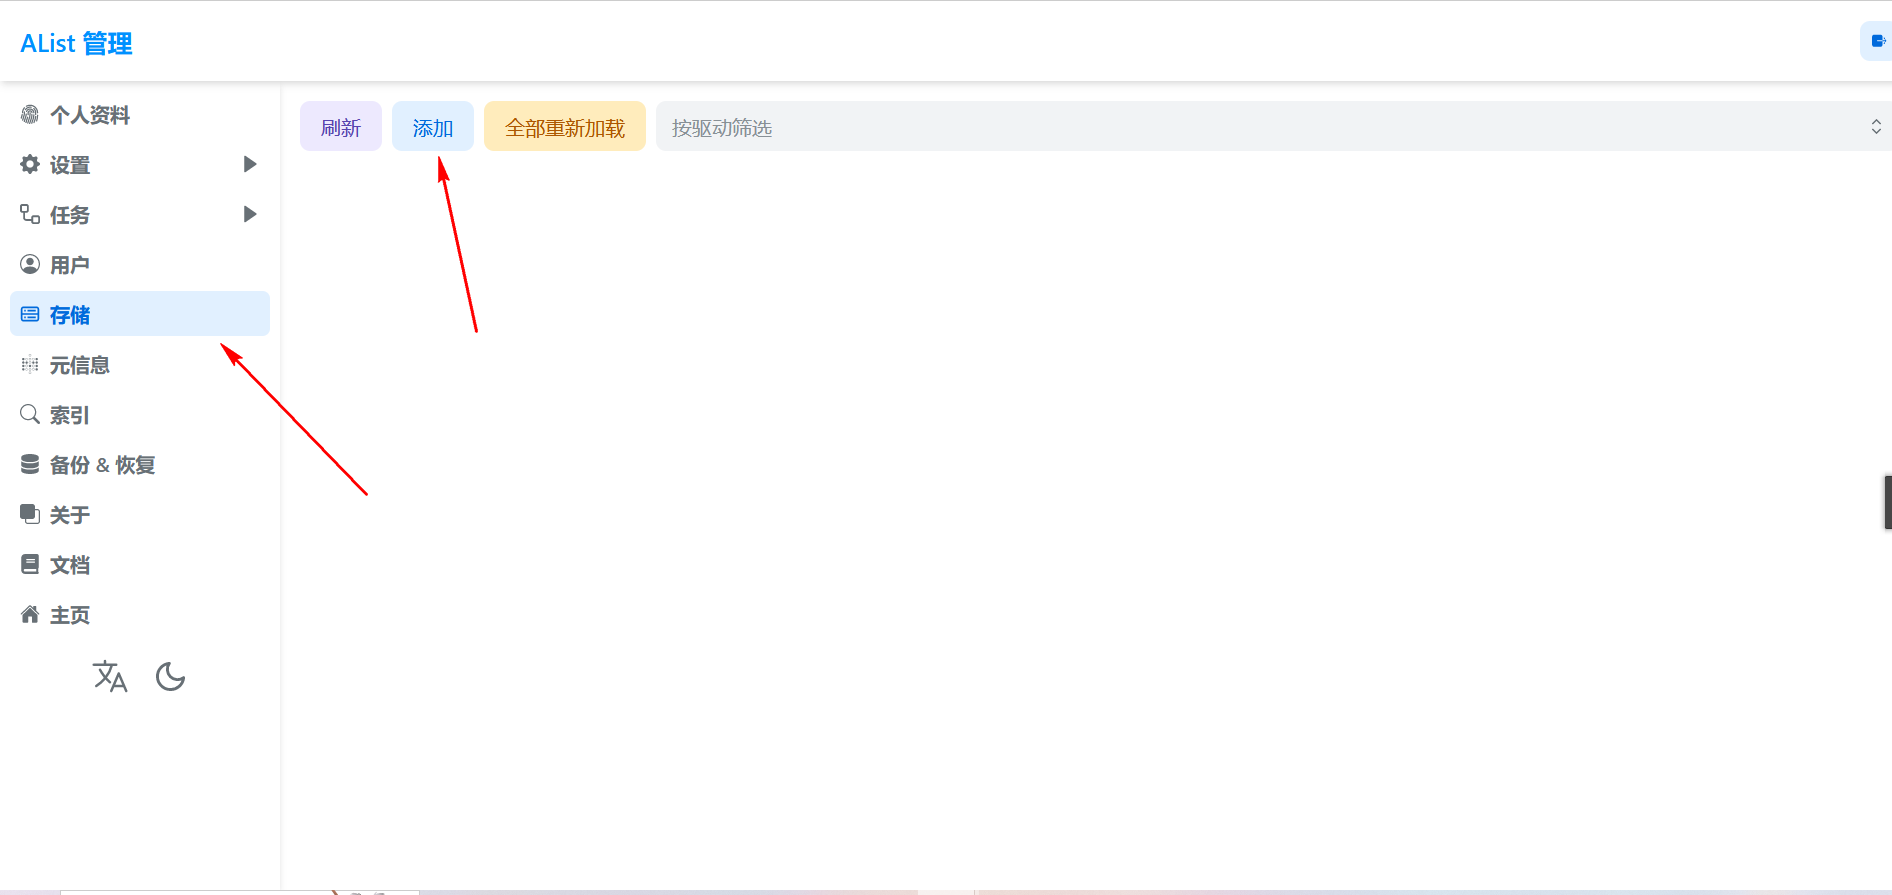 AList 管理
个人资料
设置
任务
用户
存储
元信息
索引
备份 & 恢复
关于
文档
主页
刷新 添加 全部重新加载 按驱动筛选